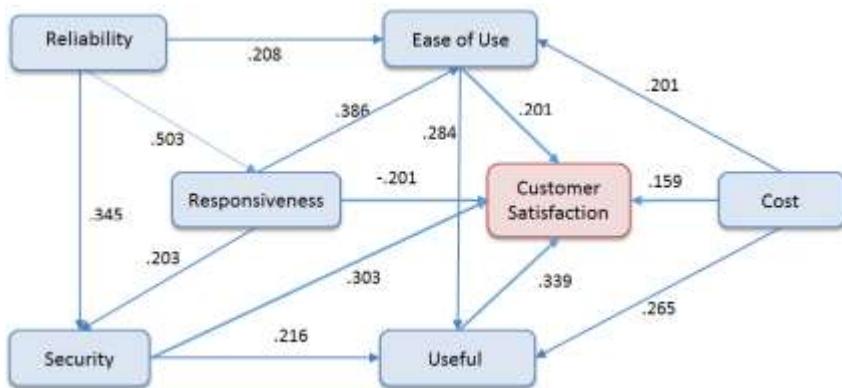 Reliability
Ease of Use
.208
.201
.386
.201
.503
.284
Responsiveness
-.201
Customer
Satisfaction
.159
Cost
.345
.203
.303
.339
.265
Security
.216
Useful